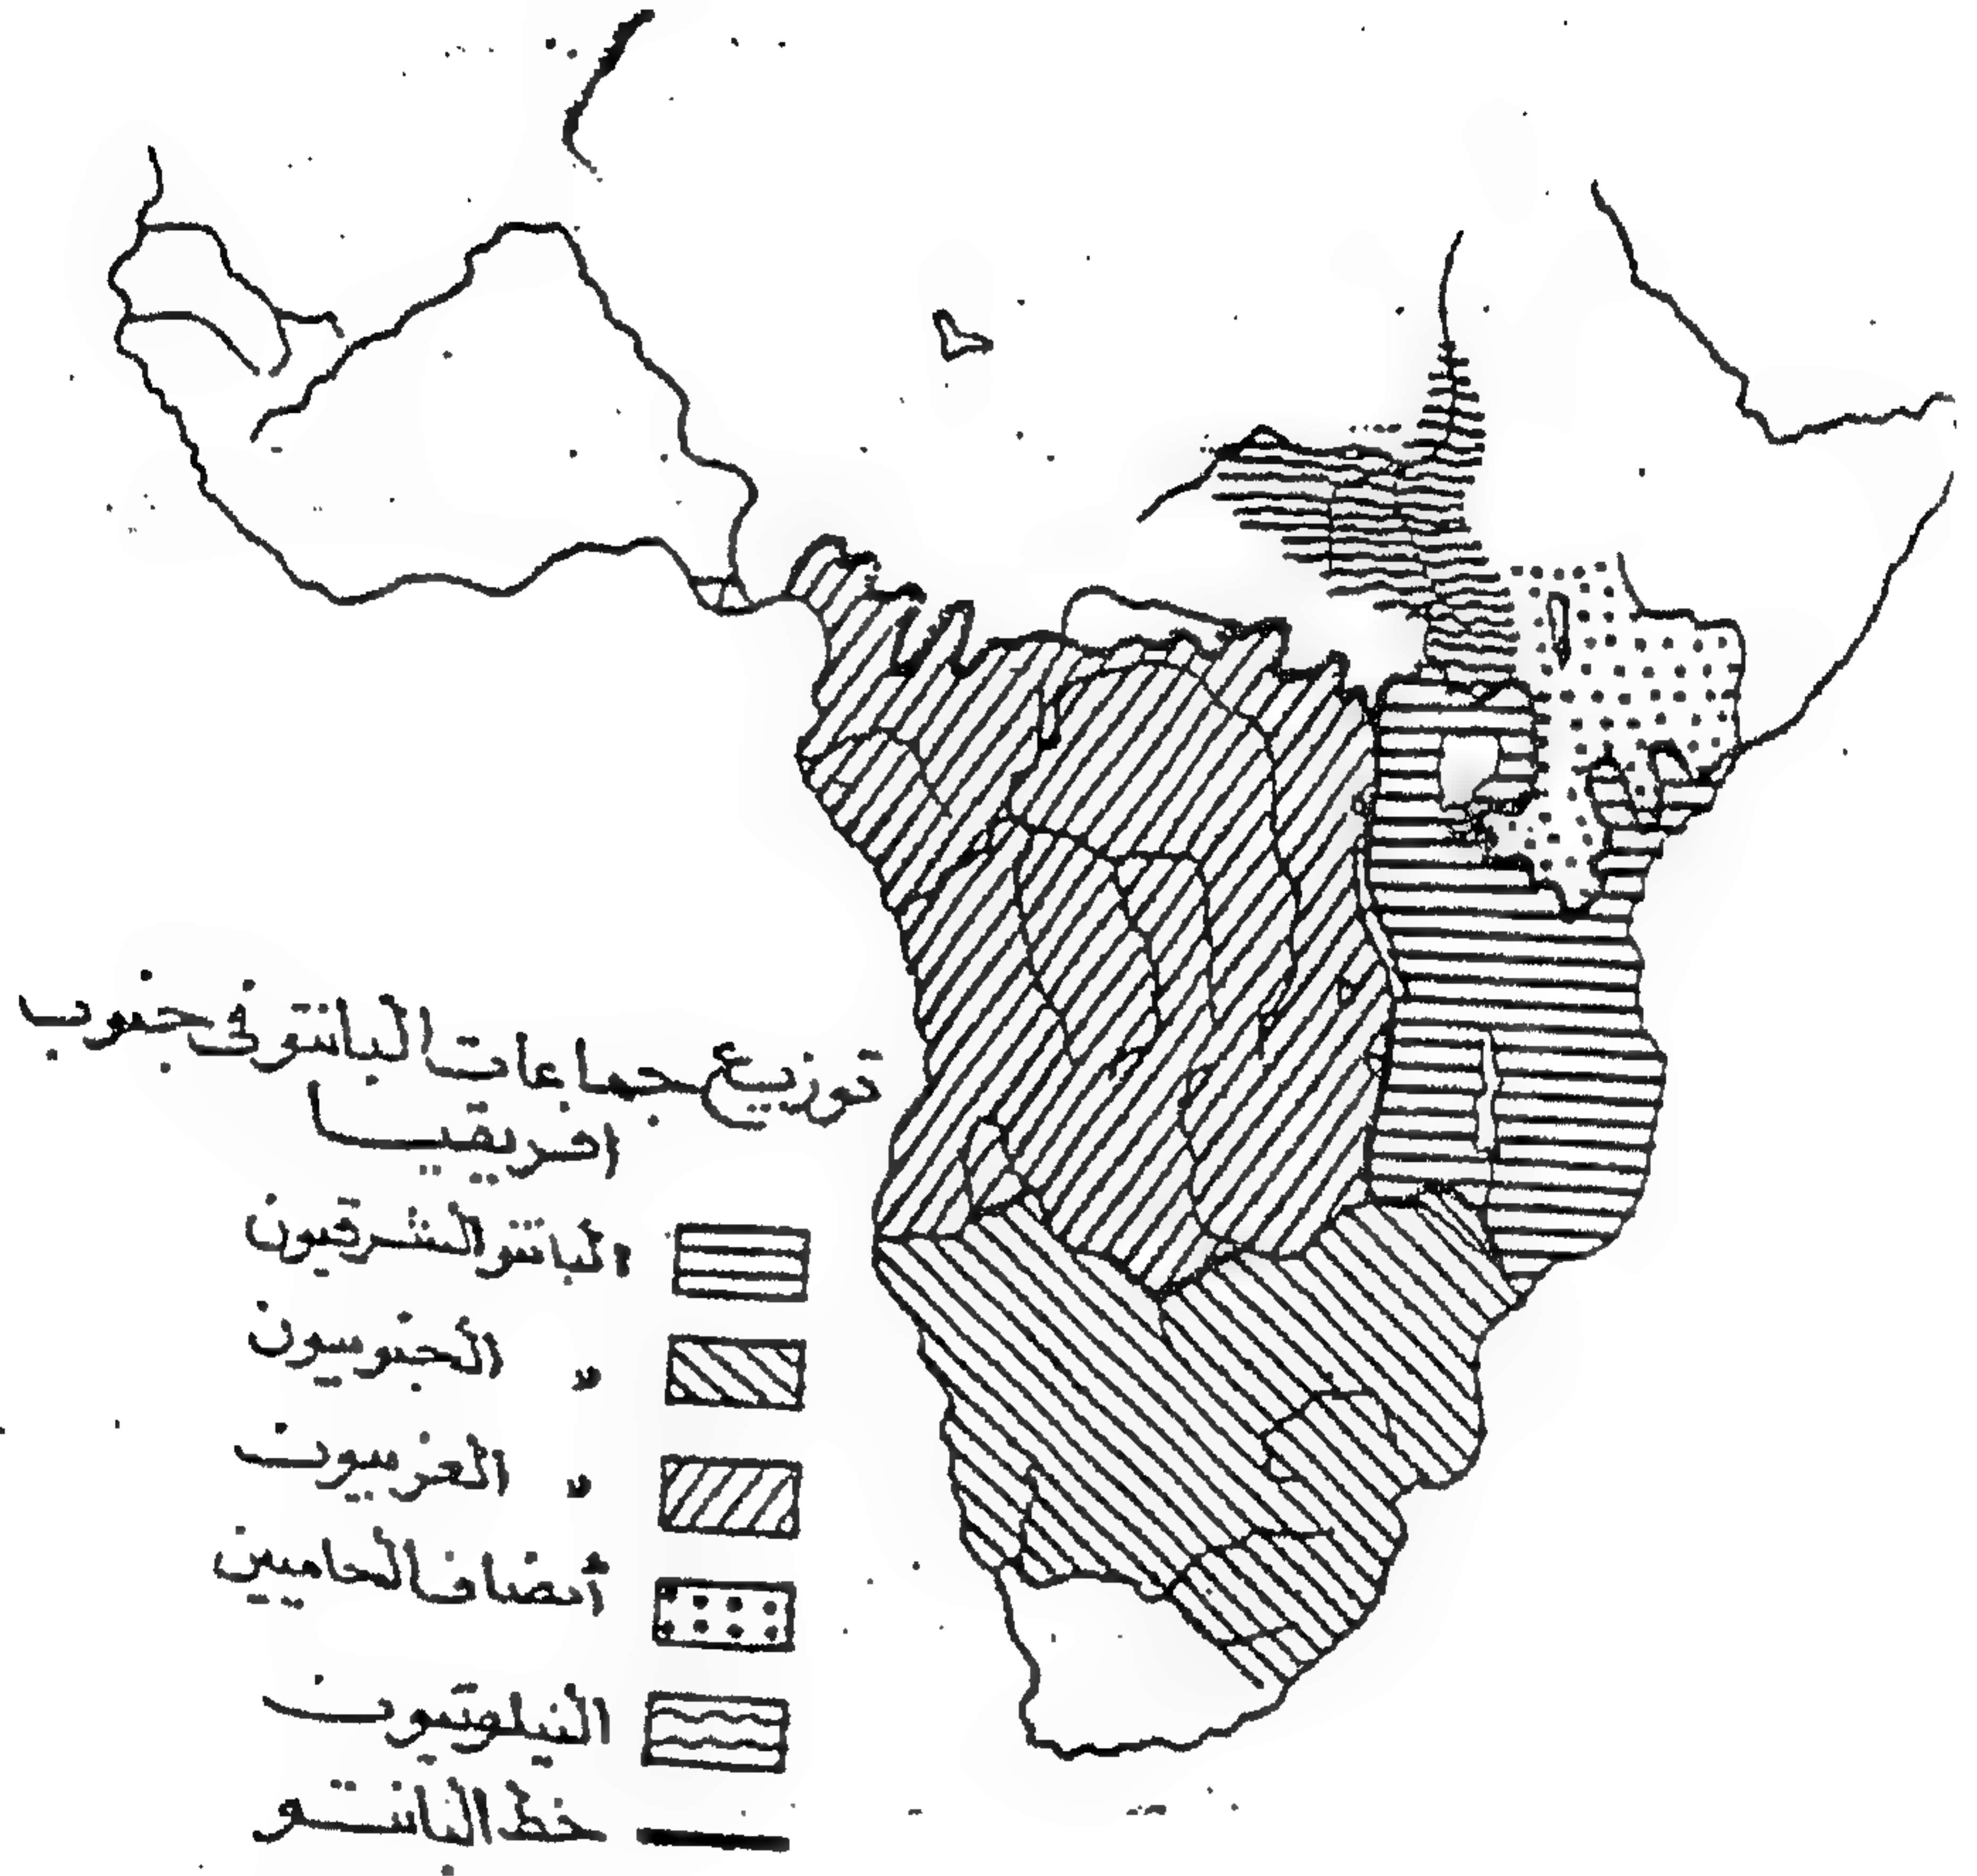 توزيع جماعات البانتو في جنوب
افريقيا
البانتو الشرقيون
" الجنوبيون
" الغربيون
أنصاف الحاميين
النيلوتيون
خط البانتو